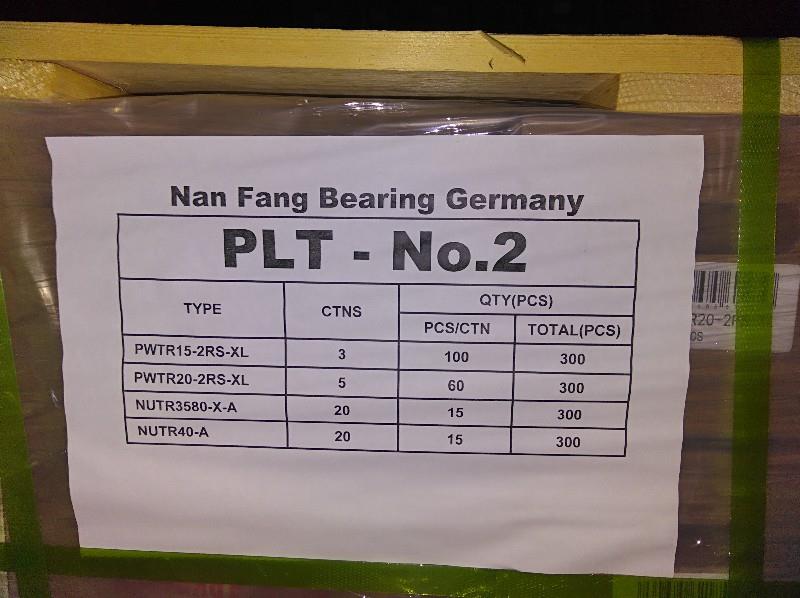 Nan Fang Bearing Germany
PLT - No.2
TYPE CTNS QTY(PCS)
PCS/CTN TOTAL(PCS)
PWTR15-2RS-XL 3 100 300
PWTR20-2RS-XL 5 60 300
NUTR3580-X-A 20 15 300
NUTR40-A 20 15 300